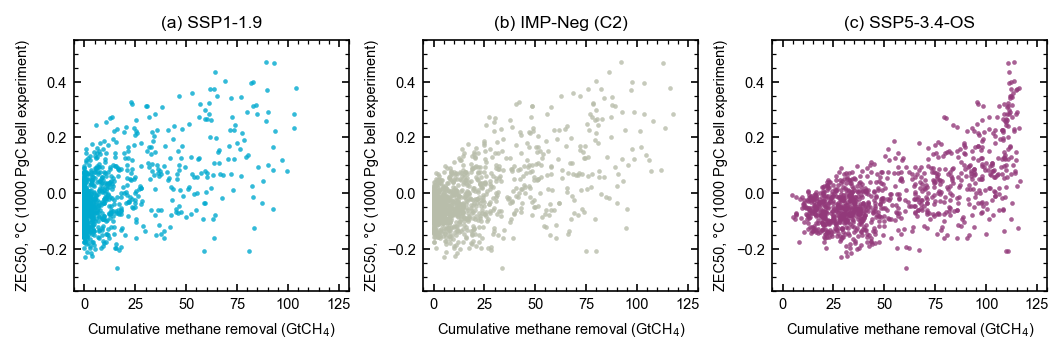 (a) SSP1-1.9
ZEC50, °C (1000 PgC bell experiment)
0.4
0.2
0.0
−0.2
0 25 50 75 100 125
Cumulative methane removal (GtCH₄)
(b) IMP-Neg (C2)
ZEC50, °C (1000 PgC bell experiment)
0.4
0.2
0.0
−0.2
0 25 50 75 100 125
Cumulative methane removal (GtCH₄)
(c) SSP5-3.4-OS
ZEC50, °C (1000 PgC bell experiment)
0.4
0.2
0.0
−0.2
0 25 50 75 100 125
Cumulative methane removal (GtCH₄)